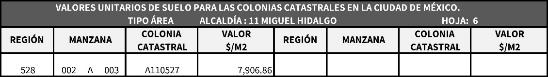 VALORES UNITARIOS DE SUELO PARA LAS COLONIAS CATASTRALES EN LA CIUDAD DE MÉXICO.
TIPO ÁREA ALCALDÍA : 11 MIGUEL HIDALGO HOJA: 6
REGIÓN MANZANA COLONIA CATASTRAL VALOR $/M2 REGIÓN MANZANA COLONIA CATASTRAL VALOR $/M2
528 002 A 003 A110527 7,906.86